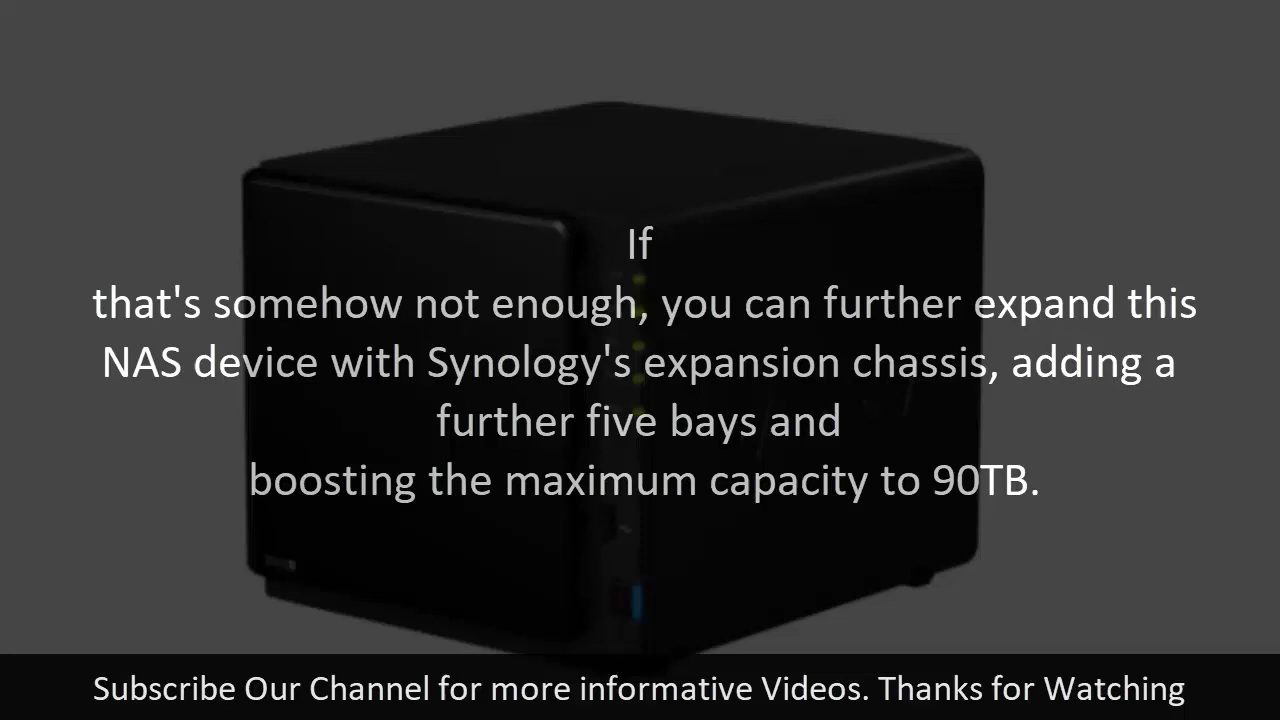 If
that's somehow not enough, you can further expand this
NAS device with Synology's expansion chassis, adding a
further five bays and
boosting the maximum capacity to 90TB.
Subscribe Our Channel for more informative Videos. Thanks for Watching